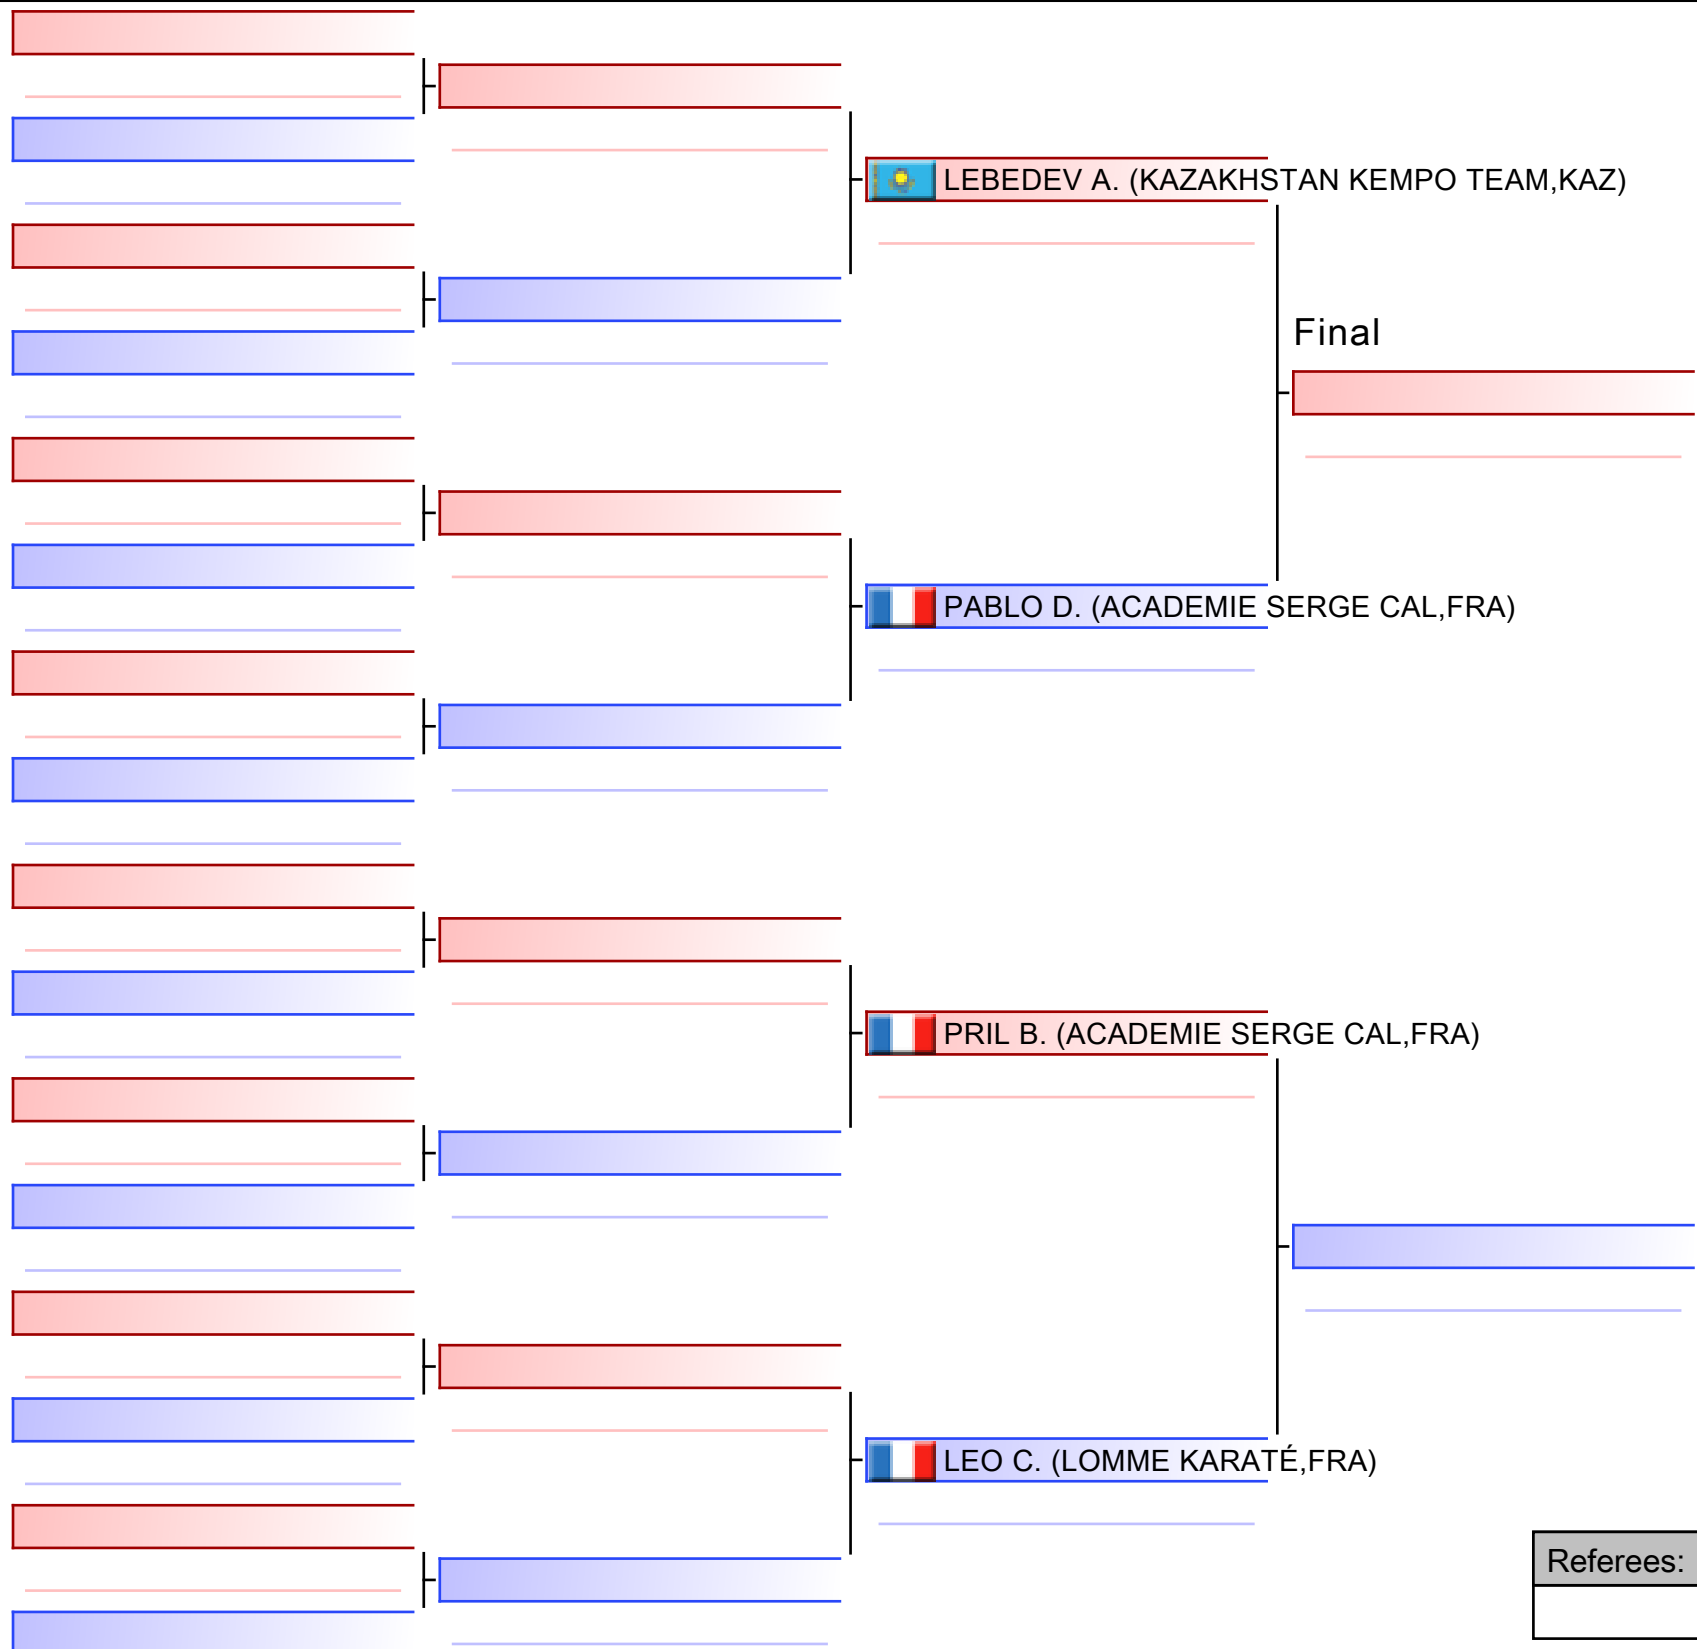 LEBEDEV A. (KAZAKHSTAN KEMPO TEAM,KAZ)
Final
PABLO D. (ACADEMIE SERGE CAL,FRA)
PRIL B. (ACADEMIE SERGE CAL,FRA)
LEO C. (LOMME KARATÉ,FRA)
Referees: